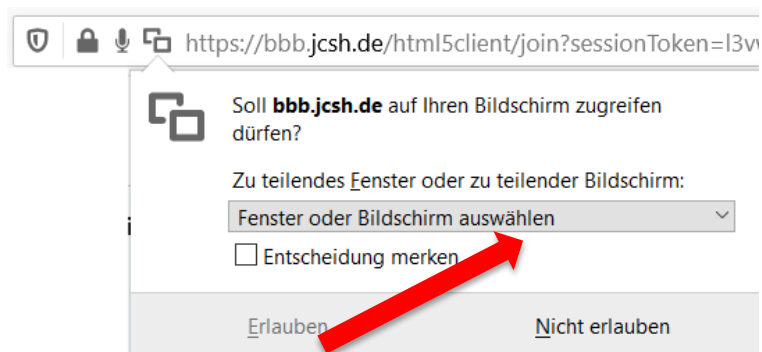 https://bbb.jcsh.de/html5client/join?sessionToken=l3v
Soll bbb.jcsh.de auf Ihren Bildschirm zugreifen
dürfen?
Zu teilendes Fenster oder zu teilender Bildschirm:
Fenster oder Bildschirm auswählen
Entscheidung merken
Erlauben
Nicht erlauben